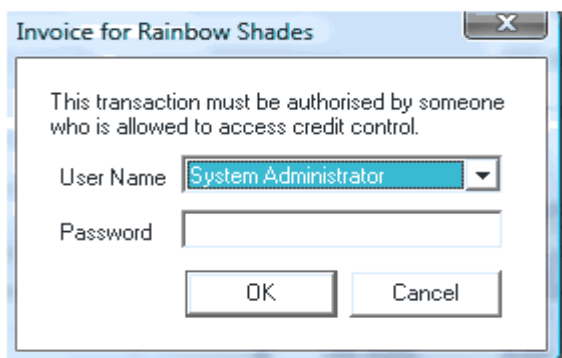 Invoice for Rainbow Shades
This transaction must be authorised by someone
who is allowed to access credit control.
User Name System Administrator
Password
OK Cancel